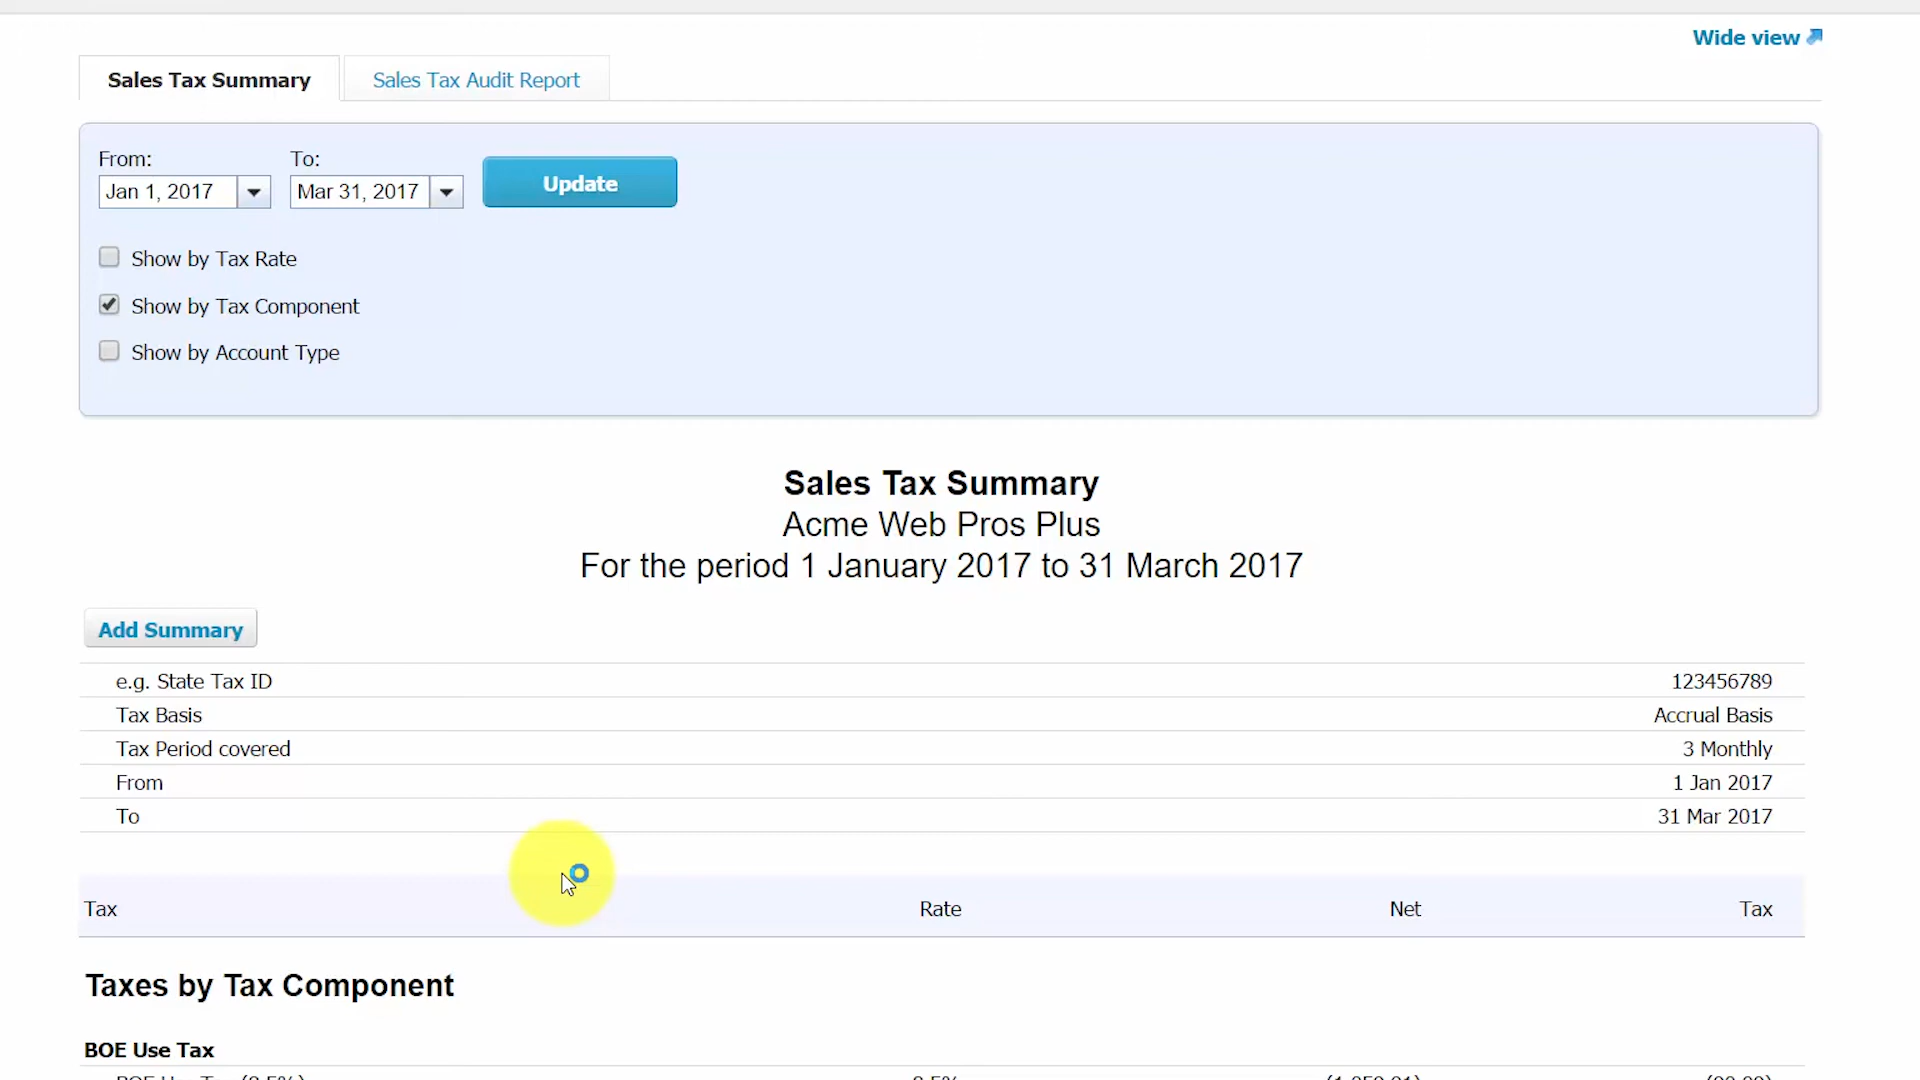 Wide view
Sales Tax Summary
Sales Tax Audit Report
From:
To:
Jan 1, 2017
Mar 31, 2017
Update
Show by Tax Rate
Show by Tax Component
Show by Account Type
Sales Tax Summary
Acme Web Pros Plus
For the period 1 January 2017 to 31 March 2017
Add Summary
e.g. State Tax ID 123456789
Tax Basis Accrual Basis
Tax Period covered 3 Monthly
From 1 Jan 2017
To 31 Mar 2017
Tax Rate Net Tax
Taxes by Tax Component
BOE Use Tax